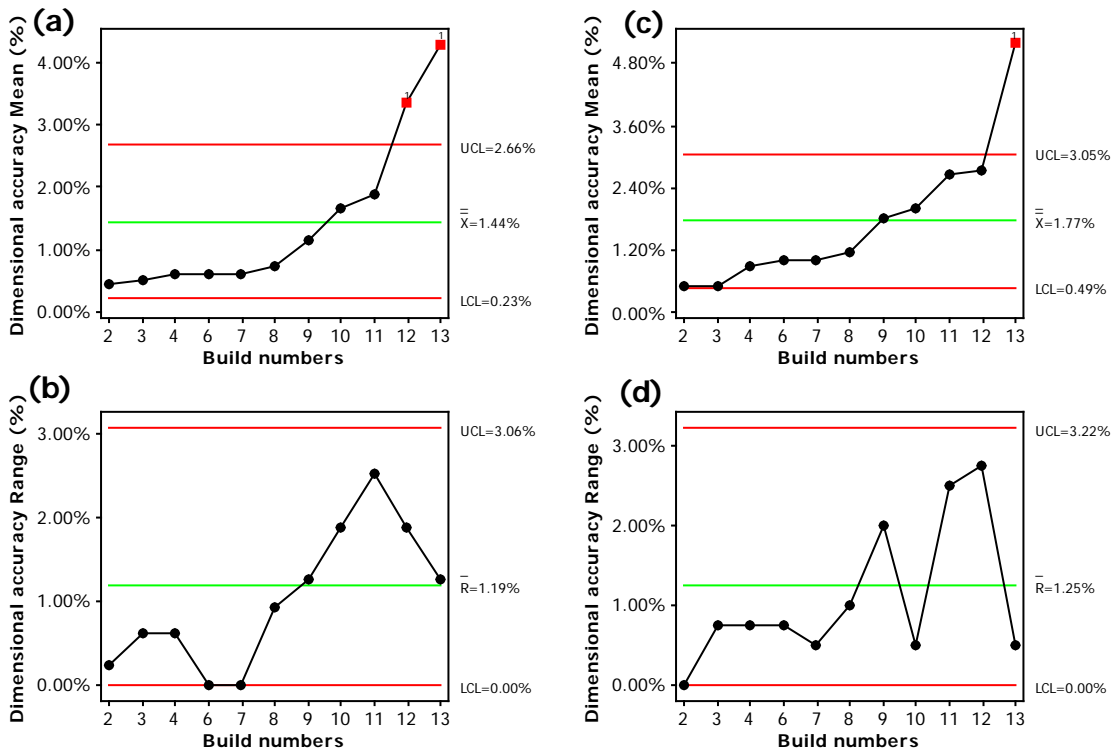 (a)
Dimensional accuracy Mean (%)
4.00%
3.00%
2.00%
1.00%
0.00%
1
1
UCL=2.66%
X=1.44%
LCL=0.23%
2 3 4 6 7 8 9 10 11 12 13
Build numbers
(c)
Dimensional accuracy Mean (%)
4.80%
3.60%
2.40%
1.20%
0.00%
1
UCL=3.05%
X=1.77%
LCL=0.49%
2 3 4 6 7 8 9 10 11 12 13
Build numbers
(b)
Dimensional accuracy Range (%)
3.00%
2.00%
1.00%
0.00%
UCL=3.06%
R=1.19%
LCL=0.00%
2 3 4 6 7 8 9 10 11 12 13
Build numbers
(d)
Dimensional accuracy Range (%)
3.00%
2.00%
1.00%
0.00%
UCL=3.22%
R=1.25%
LCL=0.00%
2 3 4 6 7 8 9 10 11 12 13
Build numbers